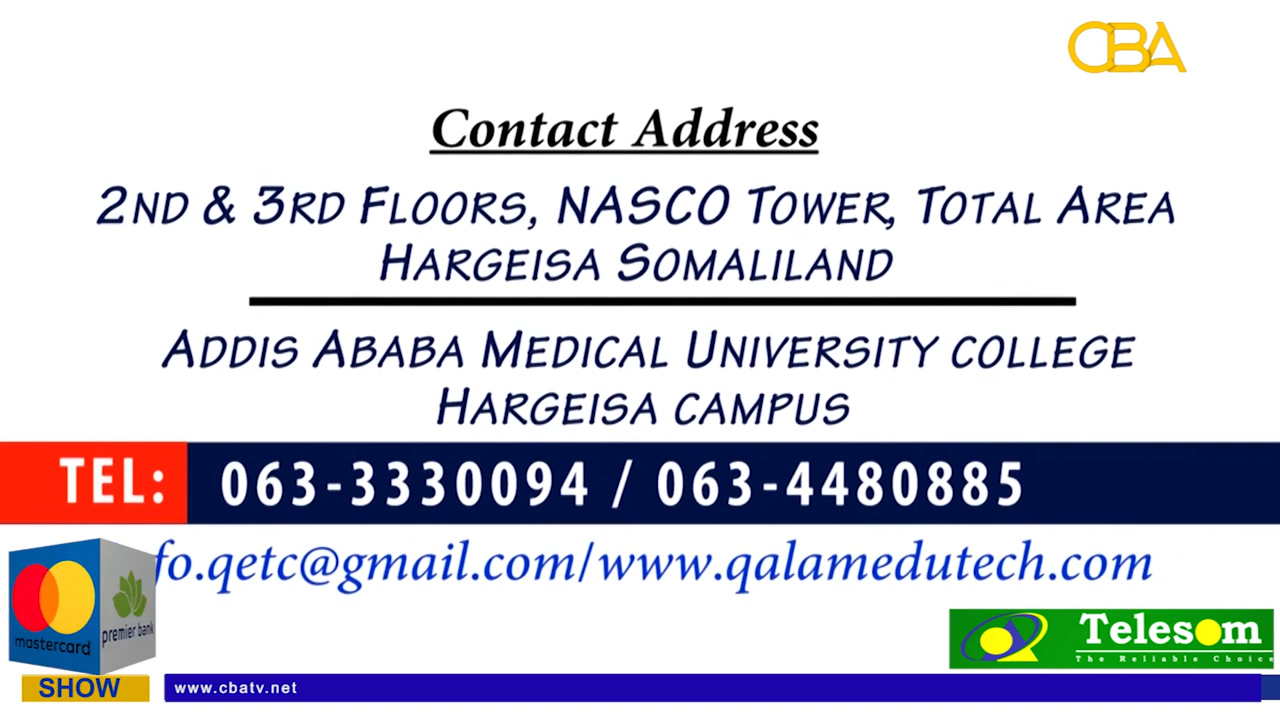 CBA
Contact Address
2ND & 3RD FLOORS, NASCO TOWER, TOTAL AREA
HARGEISA SOMALILAND
ADDIS ABABA MEDICAL UNIVERSITY COLLEGE
HARGEISA CAMPUS
TEL: 063-3330094 / 063-4480885
fo.qetc@gmail.com/www.qalamedutech.com
mastercard
premier bank
Telesom
The Reliable Choice
SHOW
www.cbatv.net